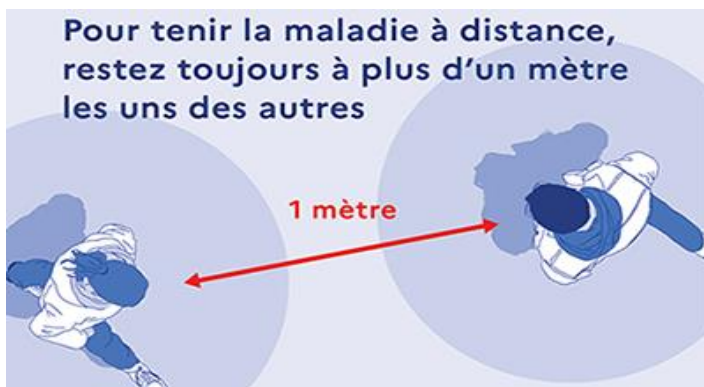 Pour tenir la maladie à distance,
restez toujours à plus d’un mètre
les uns des autres
1 mètre